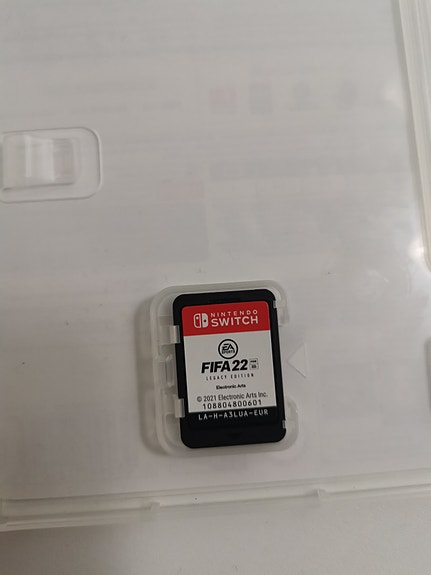 NINTENDO
SWITCH
EA
SPORTS
FIFA 22
LEGACY EDITION
Electronic Arts
© 2021 Electronic Arts Inc.
108804800601
LA-H-A3LUA-EUR